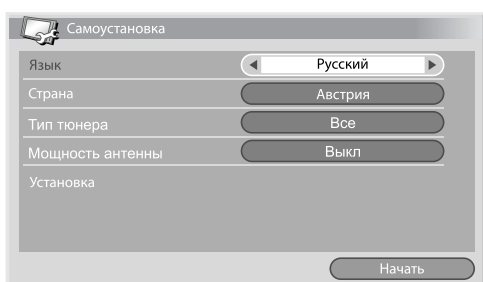 Самоустановка
Язык Русский
Страна Австрия
Тип тюнера Все
Мощность антенны Выкл
Установка
Начать